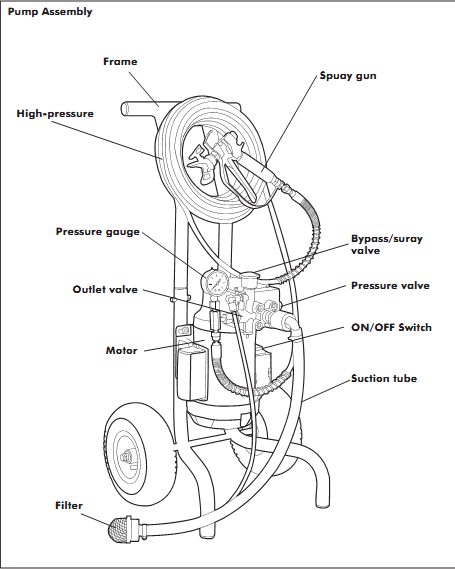 Pump Assembly
Frame
Spuay gun
High-pressure
Pressure gauge
Bypass/suray
valve
Outlet valve
Pressure valve
ON/OFF Switch
Motor
Suction tube
Filter